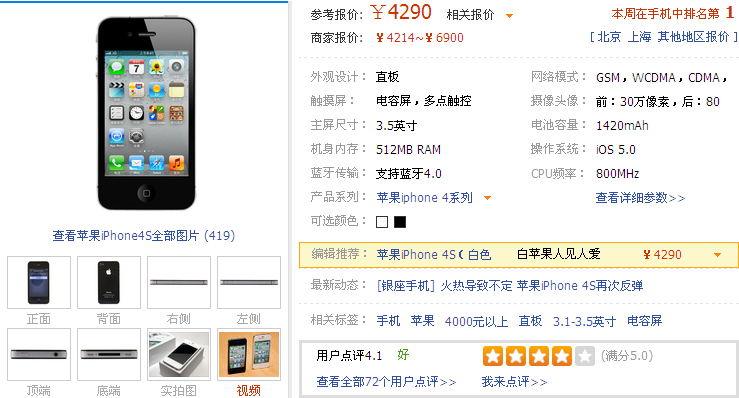 参考报价: ￥4290 相关报价 本周在手机中排名第 1
商家报价: ￥4214~￥6900 [ 北京 上海 其他地区报价 ]
外观设计： 直板 网络模式： GSM，WCDMA，CDMA，
触摸屏： 电容屏，多点触控 摄像头像： 前：30万像素，后：80
主屏尺寸： 3.5英寸 电池容量： 1420mAh
机身内存： 512MB RAM 操作系统： iOS 5.0
蓝牙传输： 支持蓝牙4.0 CPU频率： 800MHz
产品系列： 苹果iphone 4系列 查看详细参数>>
可选颜色：
查看苹果iPhone4S全部图片 (419)
编辑推荐： 苹果iPhone 4S( 白色 白苹果人见人爱 ￥4290
最新动态： [银座手机] 火热导致不定 苹果iPhone 4S再次反弹
相关标签： 手机 苹果 4000元以上 直板 3.1-3.5英寸 电容屏
正面 背面 右侧 左侧
顶端 底端 实拍图 视频
用户点评4.1 好 (满分5.0)
查看全部72个用户点评>> 我来点评>>